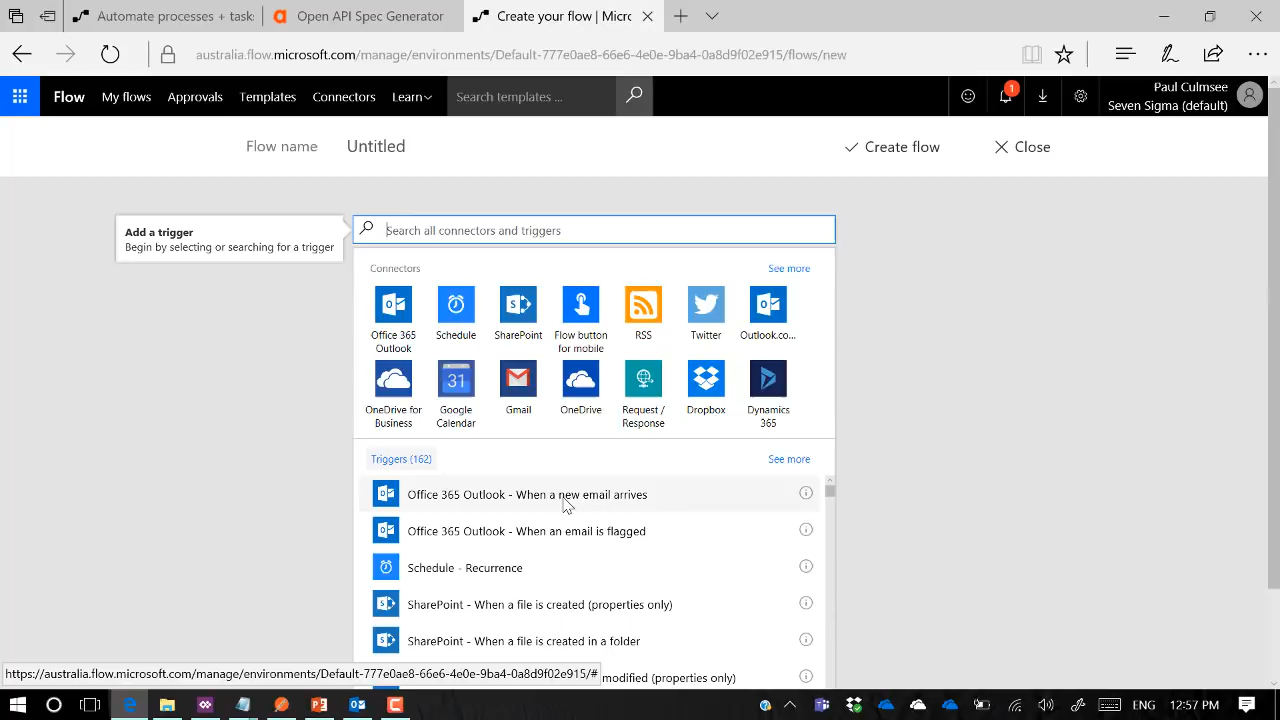 Automate processes + task
Open API Spec Generator
Create your flow | Micro
australia.flow.microsoft.com/manage/environments/Default-777e0ae8-66e6-4e0e-9ba4-0a8d9f02e915/flows/new
Flow
My flows
Approvals
Templates
Connectors
Learn
Search templates ...
1
Paul Culmsee
Seven Sigma (default)
Flow name
Untitled
Create flow
Close
Add a trigger
Begin by selecting or searching for a trigger
Search all connectors and triggers
Connectors
See more
Office 365 Outlook
Schedule
SharePoint
Flow button for mobile
RSS
Twitter
Outlook.co...
OneDrive for Business
Google Calendar
Gmail
OneDrive
Request / Response
Dropbox
Dynamics 365
Triggers (162)
See more
Office 365 Outlook - When a new email arrives
Office 365 Outlook - When an email is flagged
Schedule - Recurrence
SharePoint - When a file is created (properties only)
SharePoint - When a file is created in a folder
modified (properties only)
https://australia.flow.microsoft.com/manage/environments/Default-777e0ae8-66e6-4e0e-9ba4-0a8d9f02e915/#
ENG
12:57 PM